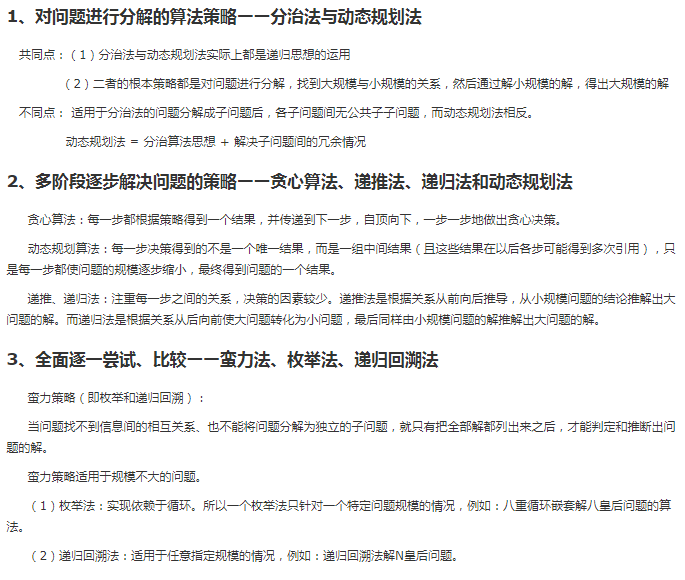 1、对问题进行分解的算法策略——分治法与动态规划法
共同点：（1）分治法与动态规划法实际上都是递归思想的运用
（2）二者的根本策略都是对问题进行分解，找到大规模与小规模的关系，然后通过解小规模的解，得出大规模的解
不同点： 适用于分治法的问题分解成子问题后，各子问题间无公共子子问题，而动态规划法相反。
动态规划法 = 分治算法思想 + 解决子问题间的冗余情况
2、多阶段逐步解决问题的策略——贪心算法、递推法、递归法和动态规划法
贪心算法：每一步都根据策略得到一个结果，并传递到下一步，自顶向下，一步一步地做出贪心决策。
动态规划算法：每一步决策得到的不是一个唯一结果，而是一组中间结果（且这些结果在以后各步可能得到多次引用），只
是每一步都使问题的规模逐步缩小，最终得到问题的一个结果。
递推、递归法：注重每一步之间的关系，决策的因素较少。递推法是根据关系从前向后推导，从小规模问题的结论推解出大
问题的解。而递归法是根据关系从后向前使大问题转化为小问题，最后同样由小规模问题的解推解出大问题的解。
3、全面逐一尝试、比较——蛮力法、枚举法、递归回溯法
蛮力策略（即枚举和递归回溯）：
当问题找不到信息间的相互关系、也不能将问题分解为独立的子问题，就只有把全部解都列出来之后，才能判定和推断出问
题的解。
蛮力策略适用于规模不大的问题。
（1）枚举法：实现依赖于循环。所以一个枚举法只针对一个特定问题规模的情况，例如：八重循环嵌套解八皇后问题的算
法。
（2）递归回溯法：适用于任意指定规模的情况，例如：递归回溯法解N皇后问题。